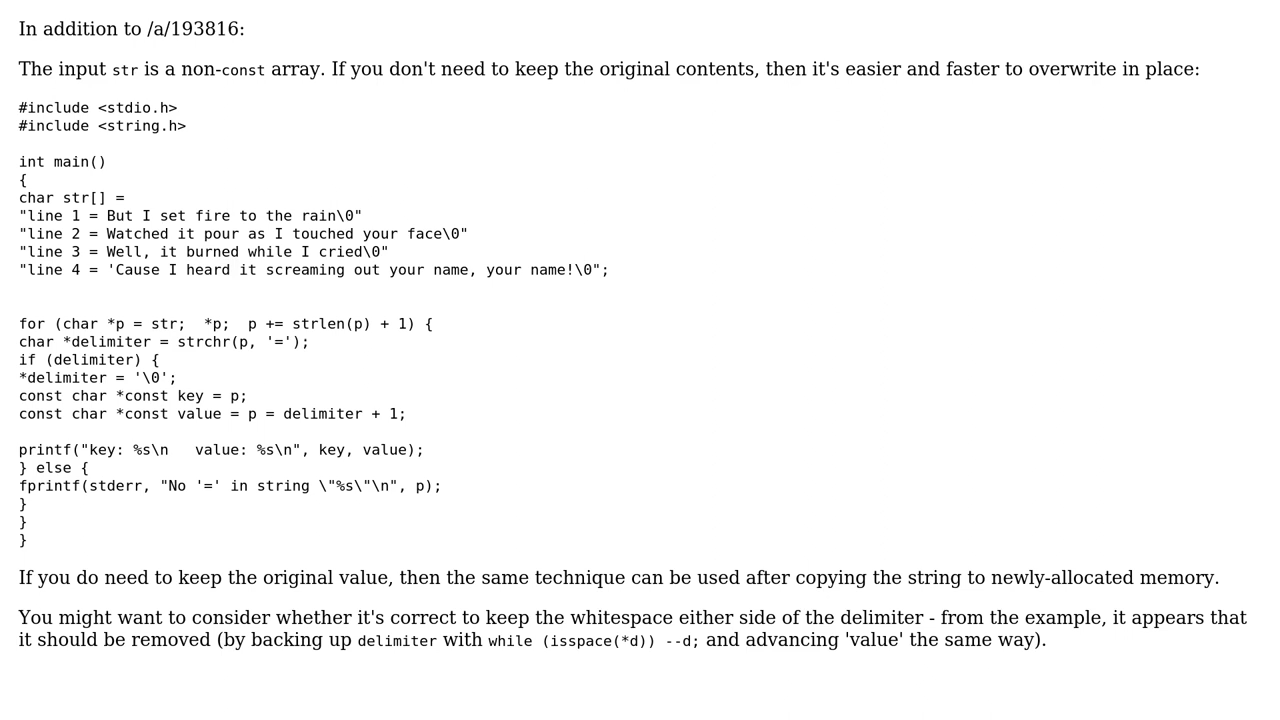 In addition to /a/193816:
The input str is a non-const array. If you don't need to keep the original contents, then it's easier and faster to overwrite in place:
#include <stdio.h>
#include <string.h>
int main()
{
char str[] =
"line 1 = But I set fire to the rain\0"
"line 2 = Watched it pour as I touched your face\0"
"line 3 = Well, it burned while I cried\0"
"line 4 = 'Cause I heard it screaming out your name, your name!\0";
for (char *p = str;  *p;  p += strlen(p) + 1) {
char *delimiter = strchr(p, '=');
if (delimiter) {
*delimiter = '\0';
const char *const key = p;
const char *const value = p = delimiter + 1;
printf("key: %s\n   value: %s\n", key, value);
} else {
fprintf(stderr, "No '=' in string \"%s\"\n", p);
}
}
}
If you do need to keep the original value, then the same technique can be used after copying the string to newly-allocated memory.
You might want to consider whether it's correct to keep the whitespace either side of the delimiter - from the example, it appears that
it should be removed (by backing up delimiter with while (isspace(*d)) --d; and advancing 'value' the same way).